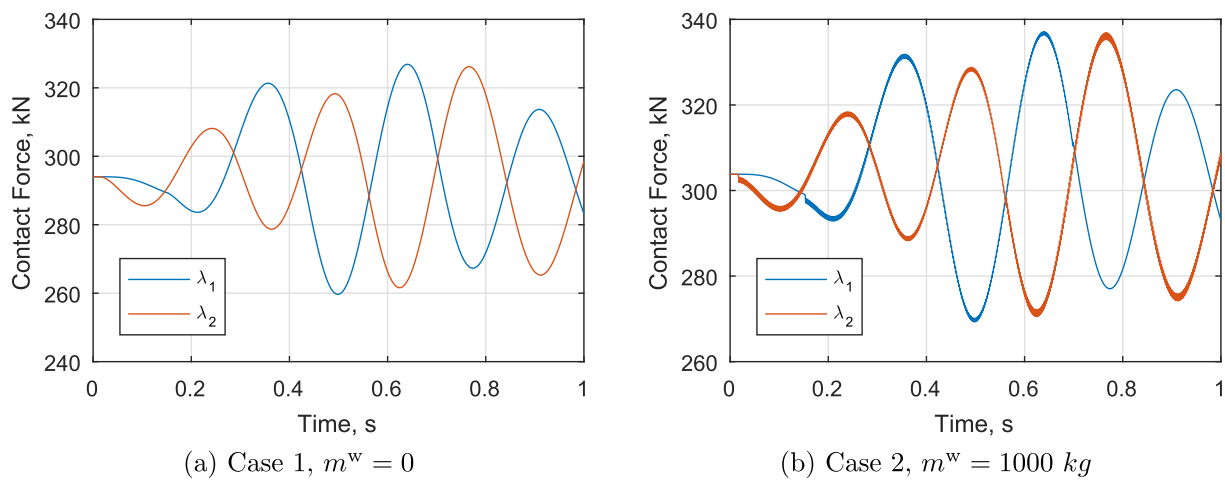 340
320
300
280
260
240
Contact Force, kN
λ1
λ2
0 0.2 0.4 0.6 0.8 1
Time, s
(a) Case 1, m^w = 0
340
320
300
280
260
Contact Force, kN
λ1
λ2
0 0.2 0.4 0.6 0.8 1
Time, s
(b) Case 2, m^w = 1000 kg